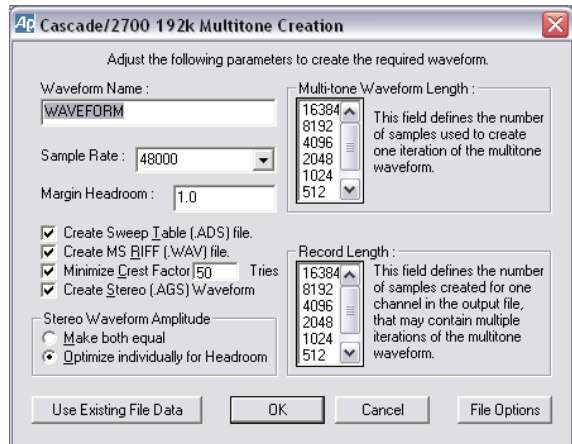 Ap Cascade/2700 192k Multitone Creation
Adjust the following parameters to create the required waveform.
Waveform Name :
WAVEFORM
Sample Rate : 48000
Margin Headroom : 1.0
Create Sweep Table (.ADS) file.
Create MS RIFF (.WAV) file.
Minimize Crest Factor 50 Tries
Create Stereo (.AGS) Waveform
Stereo Waveform Amplitude
Make both equal
Optimize individually for Headroom
Multi-tone Waveform Length :
16384
8192
4096
2048
1024
512
This field defines the number
of samples used to create
one iteration of the multitone
waveform.
Record Length :
16384
8192
4096
2048
1024
512
This field defines the number
of samples created for one
channel in the output file,
that may contain multiple
iterations of the multitone
waveform.
Use Existing File Data
OK
Cancel
File Options